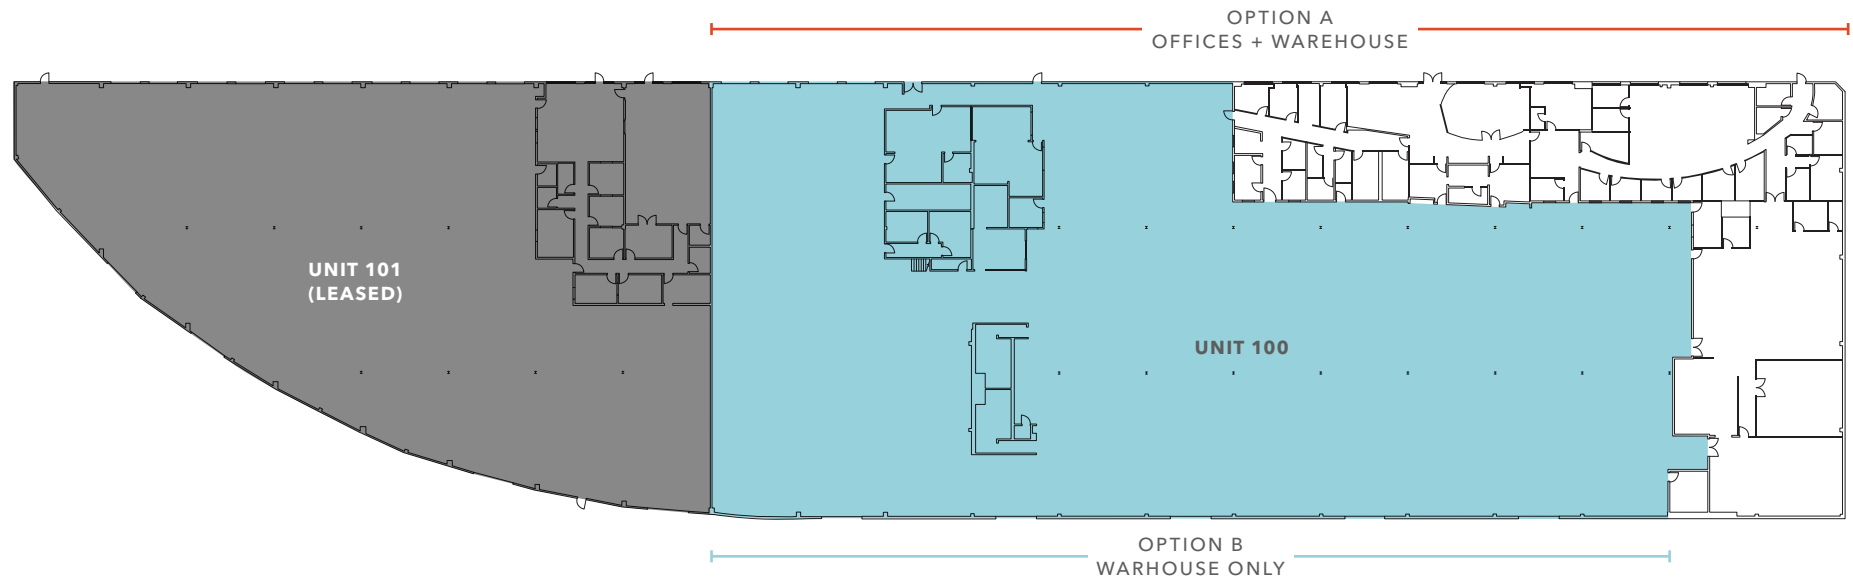 OPTION A
OFFICES + WAREHOUSE
UNIT 101
(LEASED)
UNIT 100
OPTION B
WARHOUSE ONLY